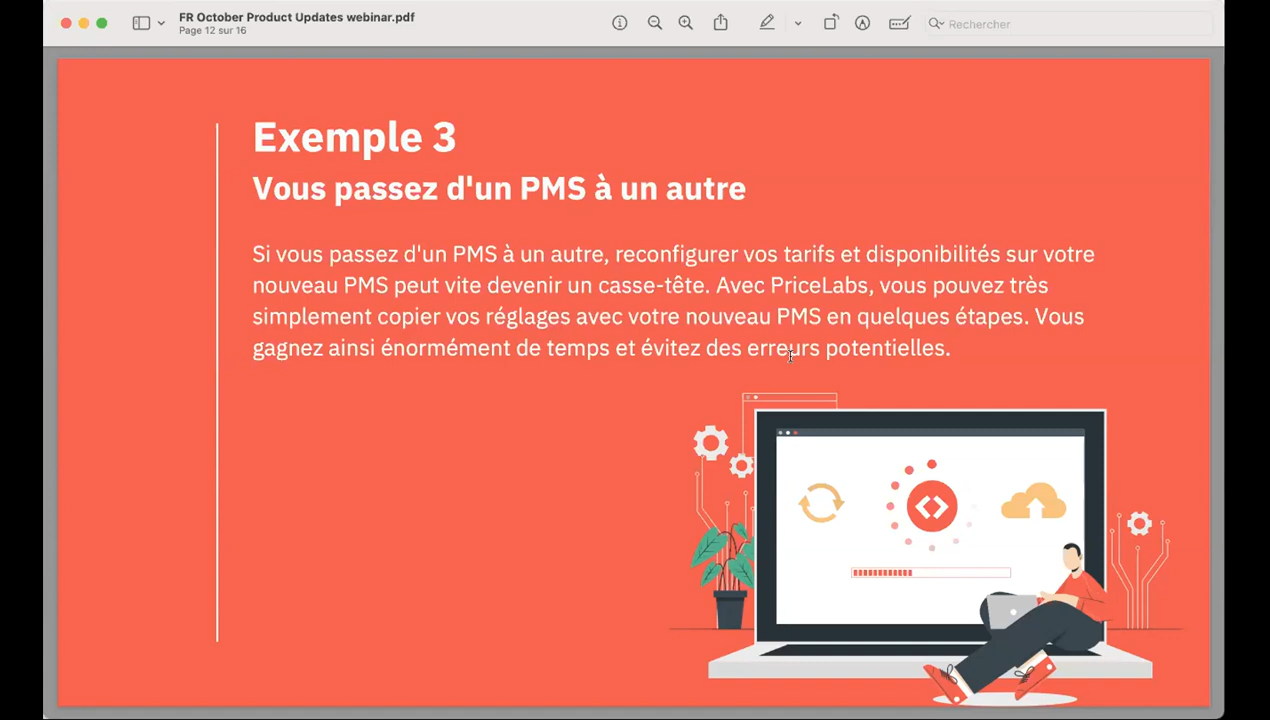 FR October Product Updates webinar.pdf
Page 12 sur 16
Rechercher
Exemple 3
Vous passez d'un PMS à un autre
Si vous passez d'un PMS à un autre, reconfigurer vos tarifs et disponibilités sur votre
nouveau PMS peut vite devenir un casse-tête. Avec PriceLabs, vous pouvez très
simplement copier vos réglages avec votre nouveau PMS en quelques étapes. Vous
gagnez ainsi énormément de temps et évitez des erreurs potentielles.